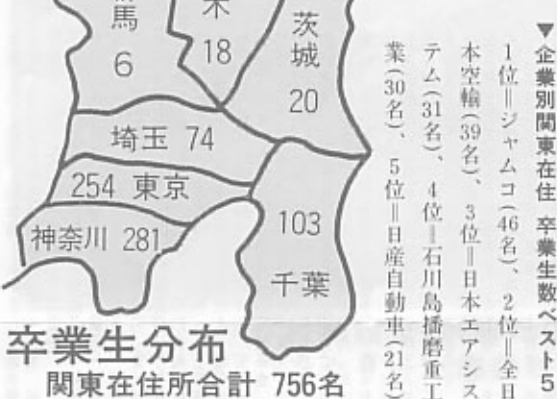 ▼企業別関東在住 卒業生数ベスト5
1位＝ジャムコ(46名)、 2位＝全日
本空輸(39名)、 3位＝日本エアシス
テム(31名)、 4位＝石川島播磨重工
業(30名)、 5位＝日産自動車(21名)
馬
6
木
18
茨城
20
埼玉 74
254 東京
神奈川 281
103
千葉
卒業生分布
関東在住所合計 756名